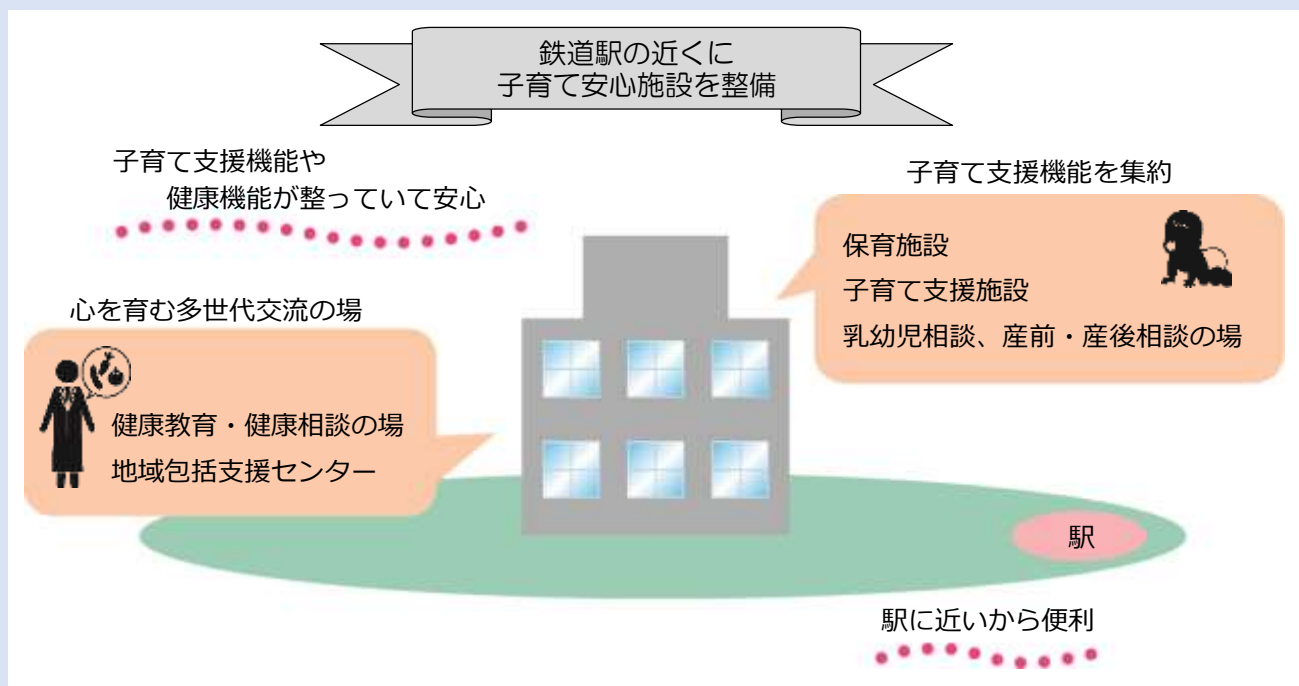 鉄道駅の近くに
子育て安心施設を整備
子育て支援機能や
健康機能が整っていて安心
子育て支援機能を集約
保育施設
子育て支援施設
乳幼児相談、産前・産後相談の場
心を育む多世代交流の場
健康教育・健康相談の場
地域包括支援センター
駅
駅に近いから便利